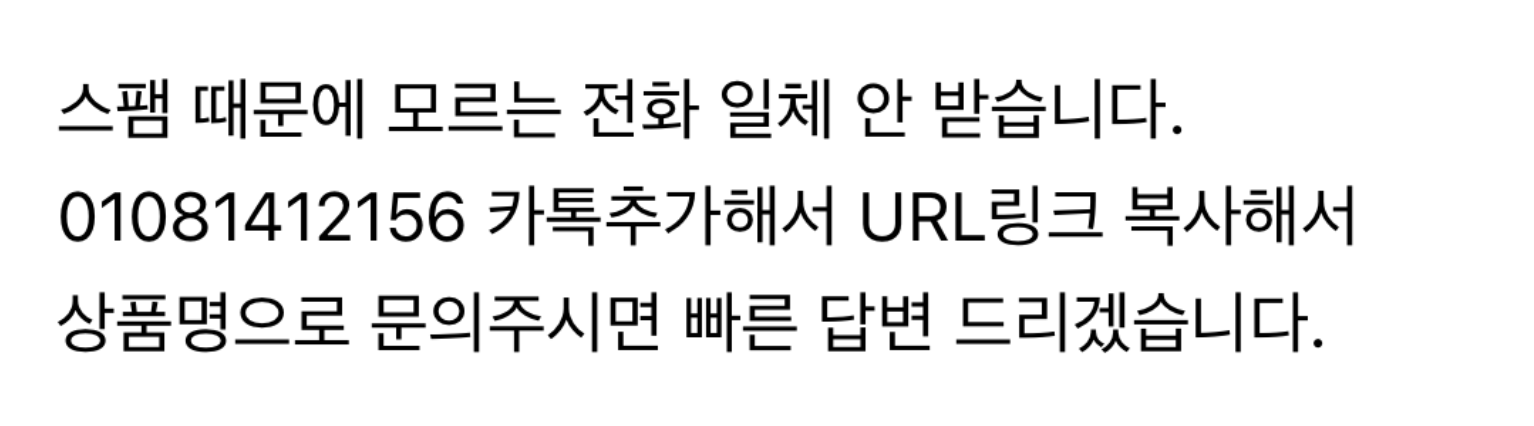 스팸 때문에 모르는 전화 일체 안 받습니다.
01081412156 카톡추가해서 URL링크 복사해서
상품명으로 문의주시면 빠른 답변 드리겠습니다.